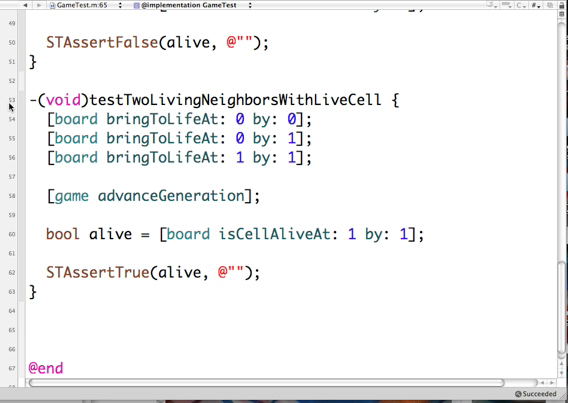 GameTest.m:65 @implementation GameTest
49
50 STAssertFalse(alive, @"");
51 }
52
53 -(void)testTwoLivingNeighborsWithLiveCell {
54 [board bringToLifeAt: 0 by: 0];
55 [board bringToLifeAt: 0 by: 1];
56 [board bringToLifeAt: 1 by: 1];
57
58 [game advanceGeneration];
59
60 bool alive = [board isCellAliveAt: 1 by: 1];
61
62 STAssertTrue(alive, @"");
63 }
64
65
66
67 @end
Succeeded